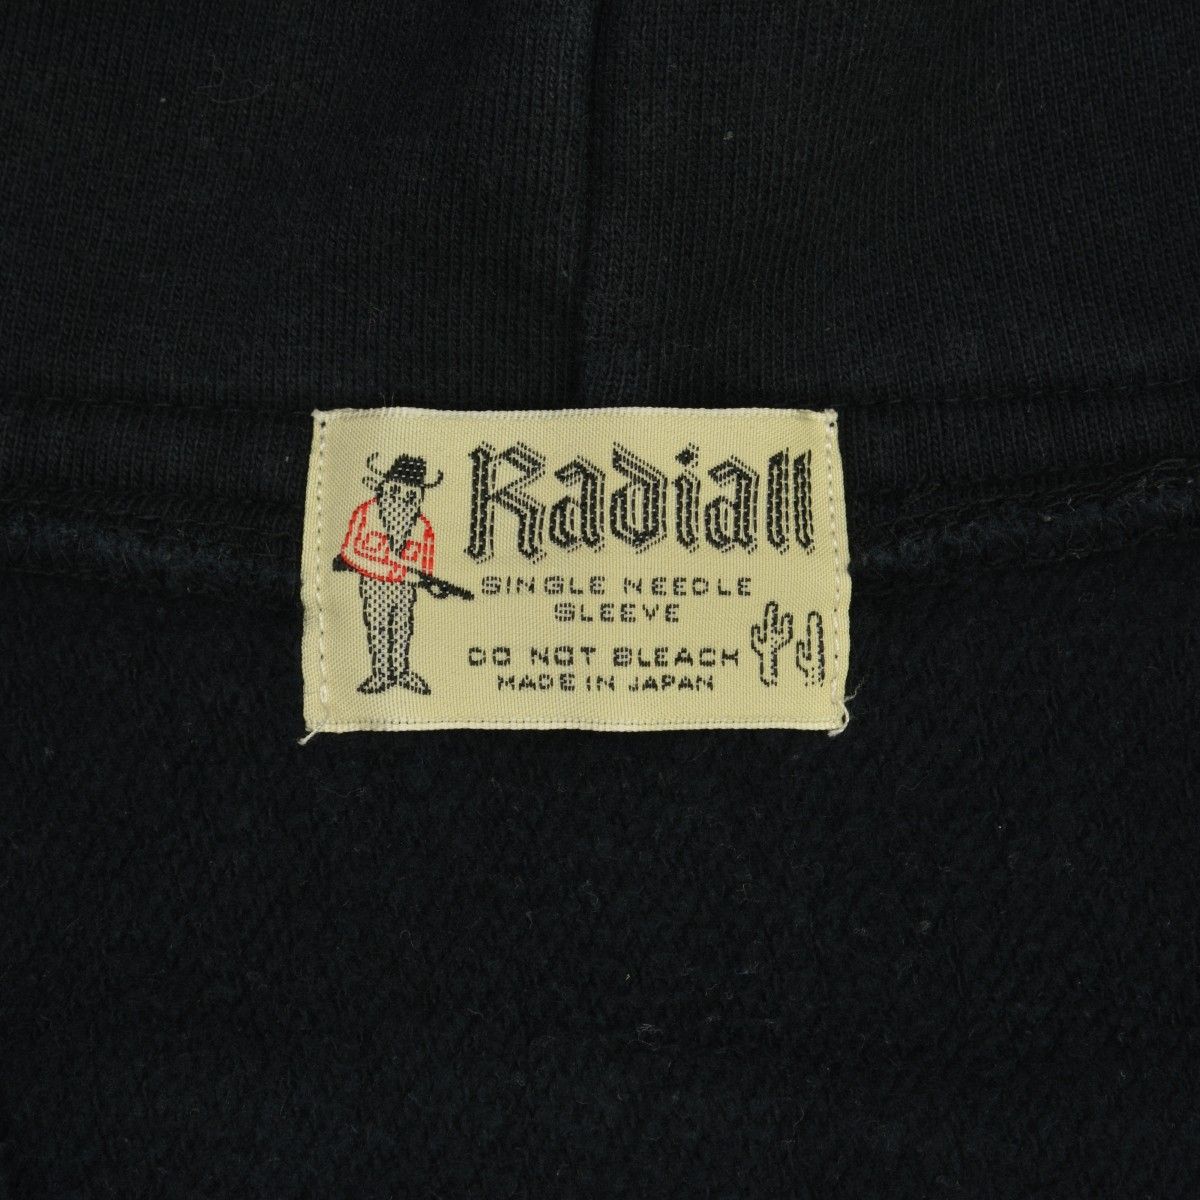 Radiall
SINGLE NEEDLE
SLEEVE
DO NOT BLEACH
MADE IN JAPAN